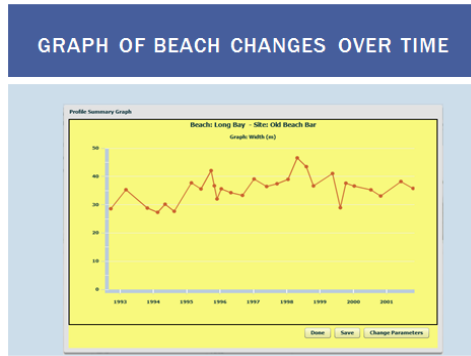 GRAPH OF BEACH CHANGES OVER TIME
Profile Summary Graph
Beach: Long Bay - Site: Old Beach Bar
Graph: Width (m)
50
40
30
20
10
0
1993 1994 1995 1996 1997 1998 1999 2000 2001
Done Save Change Parameters